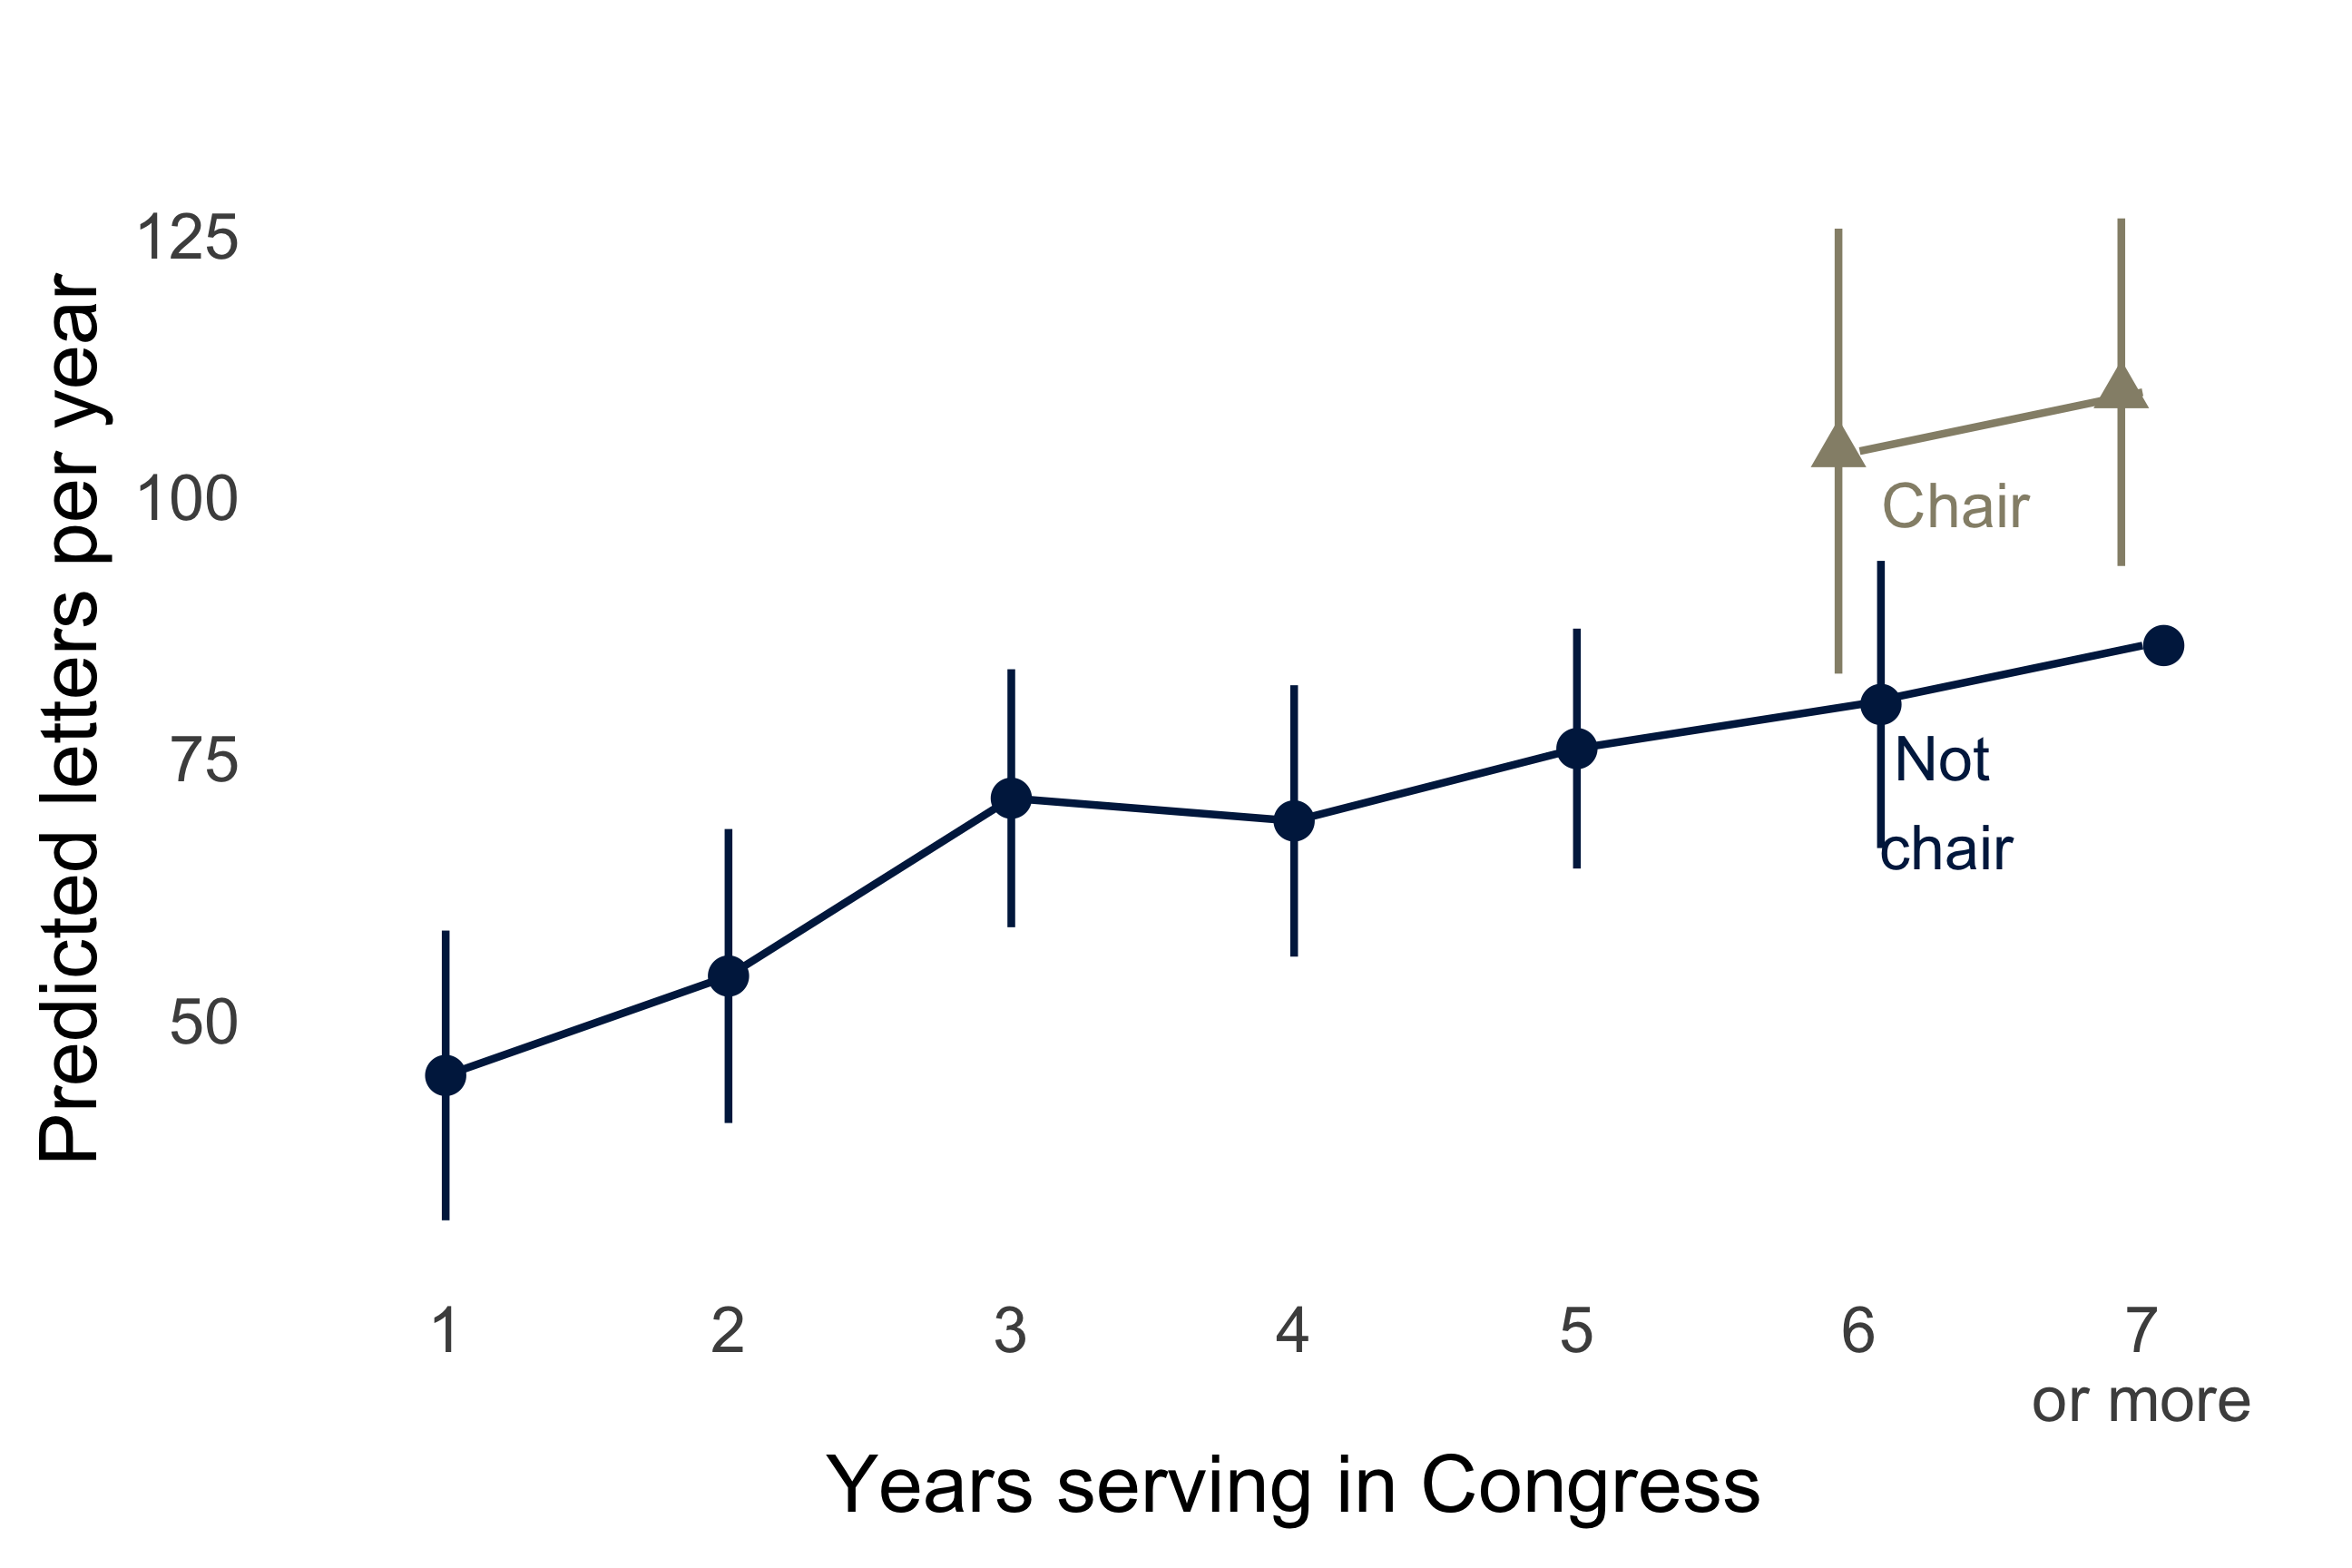 Predicted letters per year
125
100
75
50
Chair
Not
chair
1 2 3 4 5 6 7
or more
Years serving in Congress